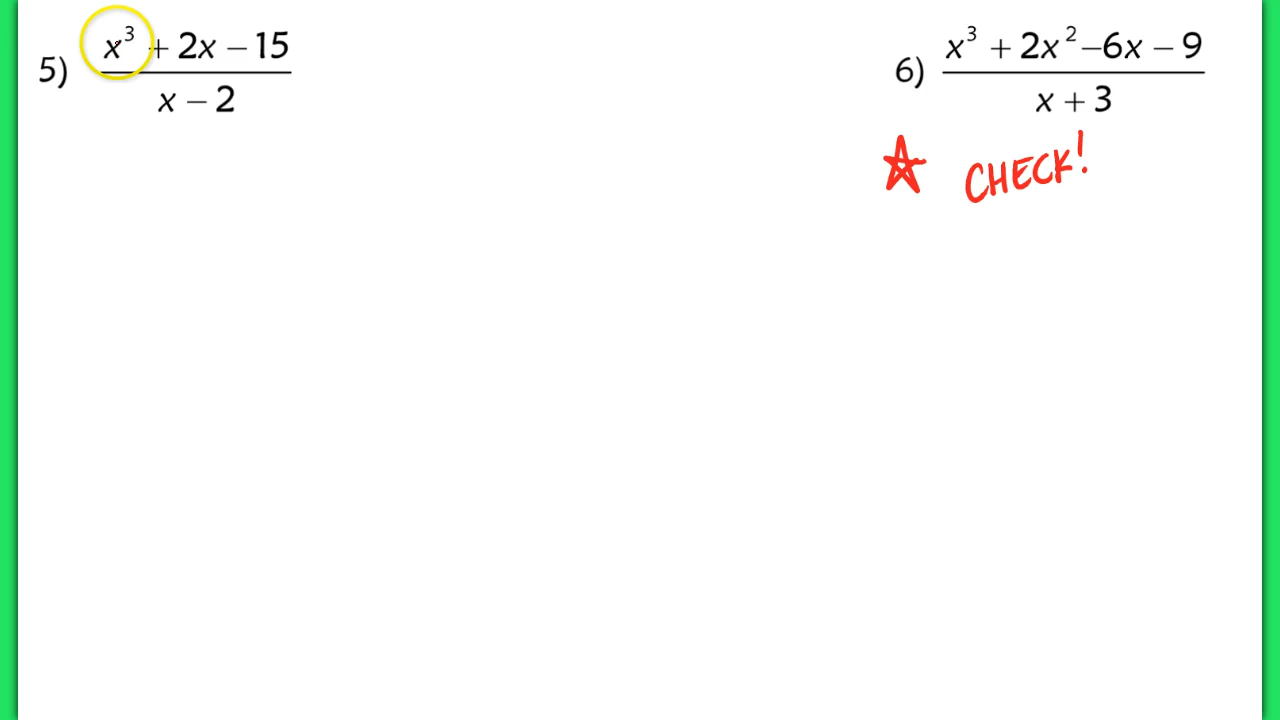 5) x³ + 2x – 15
x – 2
6) x³ + 2x² –6x – 9
x + 3
CHECK!